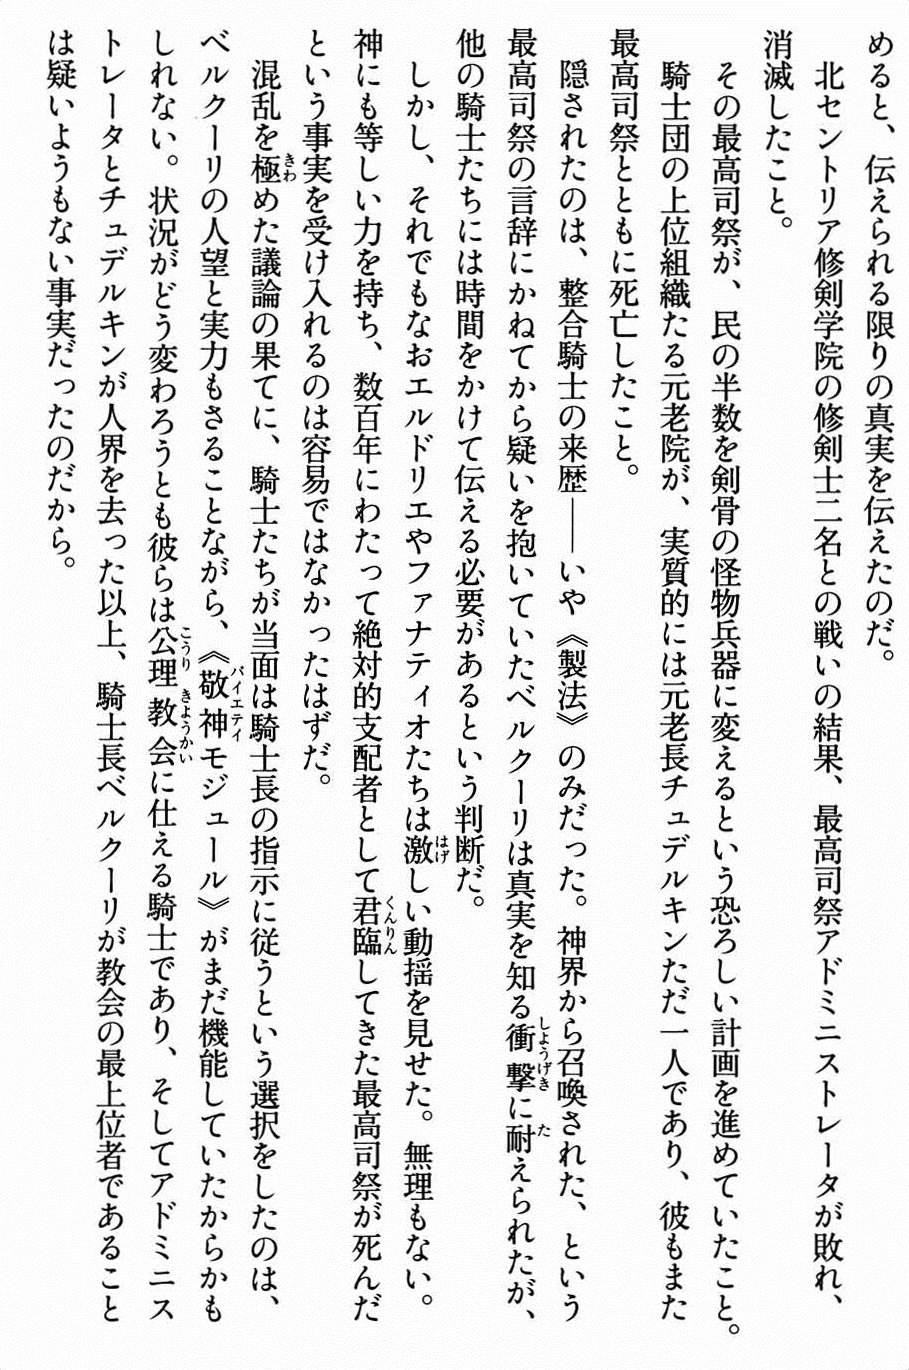 めると、伝えられる限りの真実を伝えたのだ。
北セントリア修剣学院の修剣士二名との戦いの結果、最高司祭アドミニストレータが敗れ、
消滅したこと。
その最高司祭が、民の半数を剣骨の怪物兵器に変えるという恐ろしい計画を進めていたこと。
騎士団の上位組織たる元老院が、実質的には元老長チュデルキンただ一人であり、彼もまた
最高司祭とともに死亡したこと。
隠されたのは、整合騎士の来歴――いや《製法》のみだった。神界から召喚された、という
最高司祭の言辞にかねてから疑いを抱いていたベルクーリは真実を知る衝撃に耐えられたが、
他の騎士たちには時間をかけて伝える必要があるという判断だ。
しかし、それでもなおエルドリエやファナティオたちは激しい動揺を見せた。無理もない。
神にも等しい力を持ち、数百年にわたって絶対的支配者として君臨してきた最高司祭が死んだ
という事実を受け入れるのは容易ではなかったはずだ。
混乱を極めた議論の果てに、騎士たちが当面は騎士長の指示に従うという選択をしたのは、
ベルクーリの人望と実力もさることながら、《敬神モジュール》がまだ機能していたからかも
しれない。状況がどう変わろうとも彼らは公理教会に仕える騎士であり、そしてアドミニス
トレータとチュデルキンが人界を去った以上、騎士長ベルクーリが教会の最上位者であること
は疑いようもない事実だったのだから。